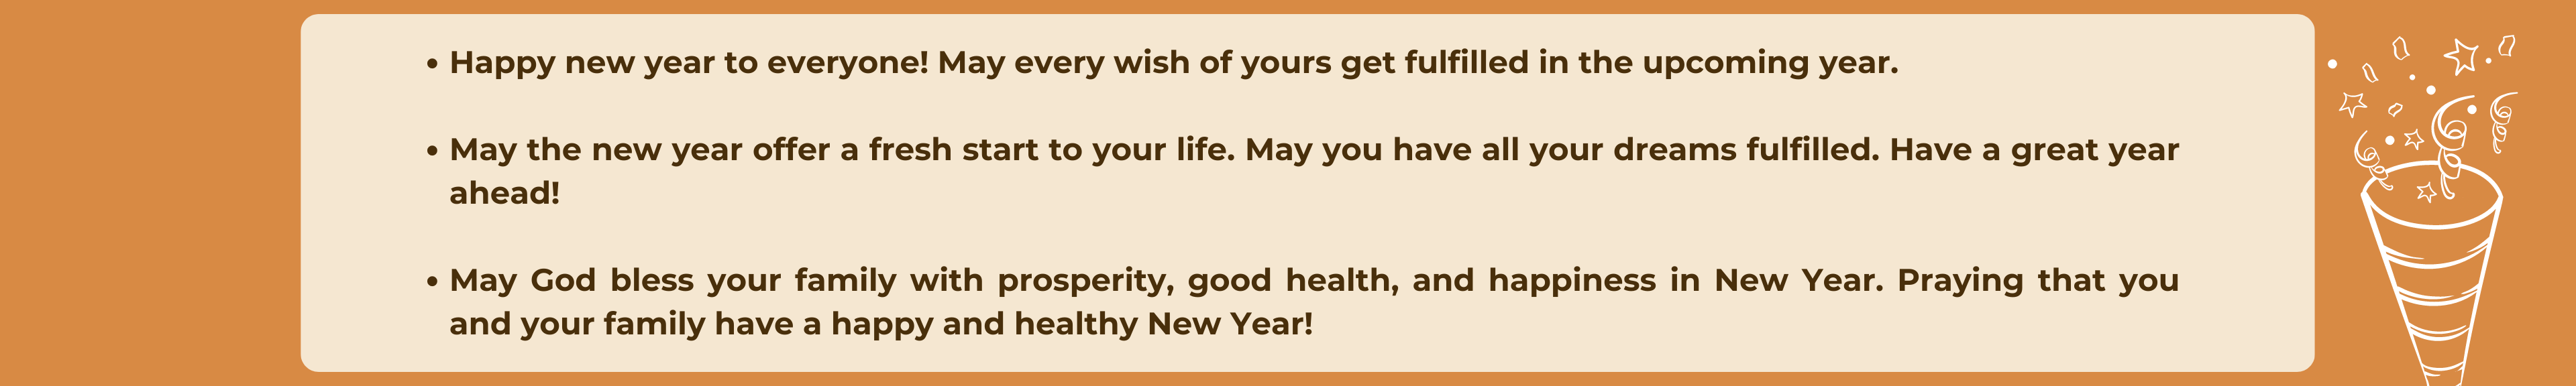 • Happy new year to everyone! May every wish of yours get fulfilled in the upcoming year.
• May the new year offer a fresh start to your life. May you have all your dreams fulfilled. Have a great year
ahead!
• May God bless your family with prosperity, good health, and happiness in New Year. Praying that you
and your family have a happy and healthy New Year!